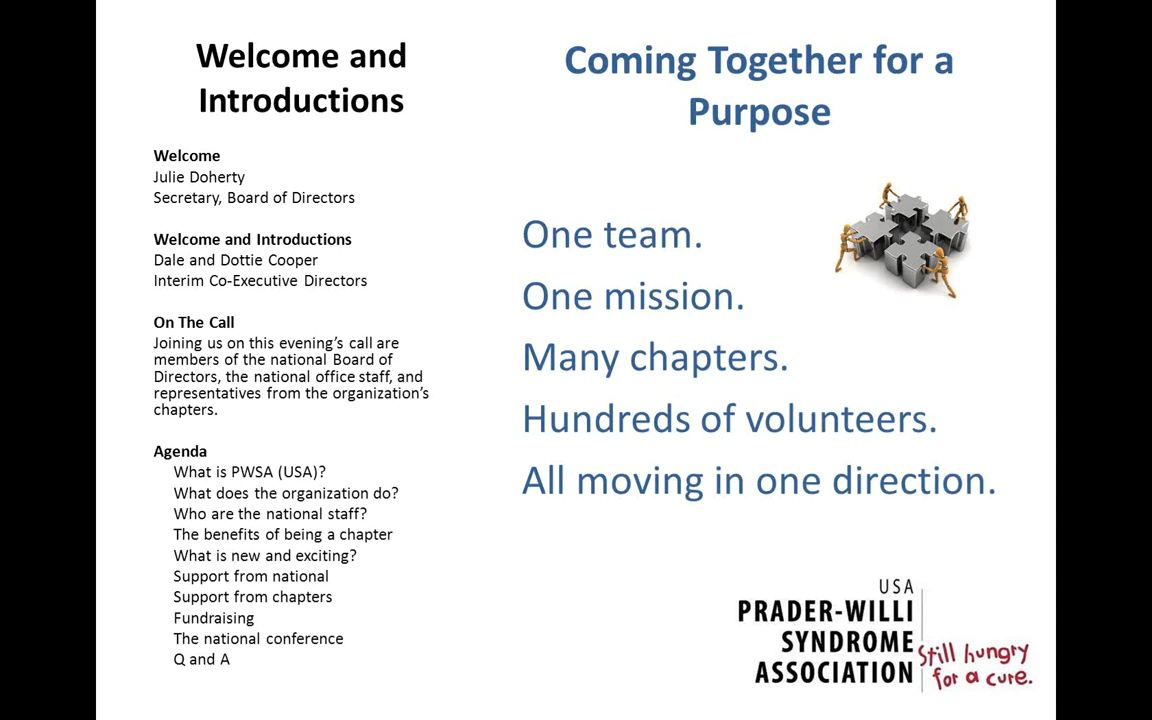 Welcome and
Introductions
Welcome
Julie Doherty
Secretary, Board of Directors
Welcome and Introductions
Dale and Dottie Cooper
Interim Co-Executive Directors
On The Call
Joining us on this evening’s call are
members of the national Board of
Directors, the national office staff, and
representatives from the organization’s
chapters.
Agenda
What is PWSA (USA)?
What does the organization do?
Who are the national staff?
The benefits of being a chapter
What is new and exciting?
Support from national
Support from chapters
Fundraising
The national conference
Q and A
Coming Together for a
Purpose
One team.
One mission.
Many chapters.
Hundreds of volunteers.
All moving in one direction.
USA
PRADER-WILLI
SYNDROME
ASSOCIATION
Still hungry
for a cure.